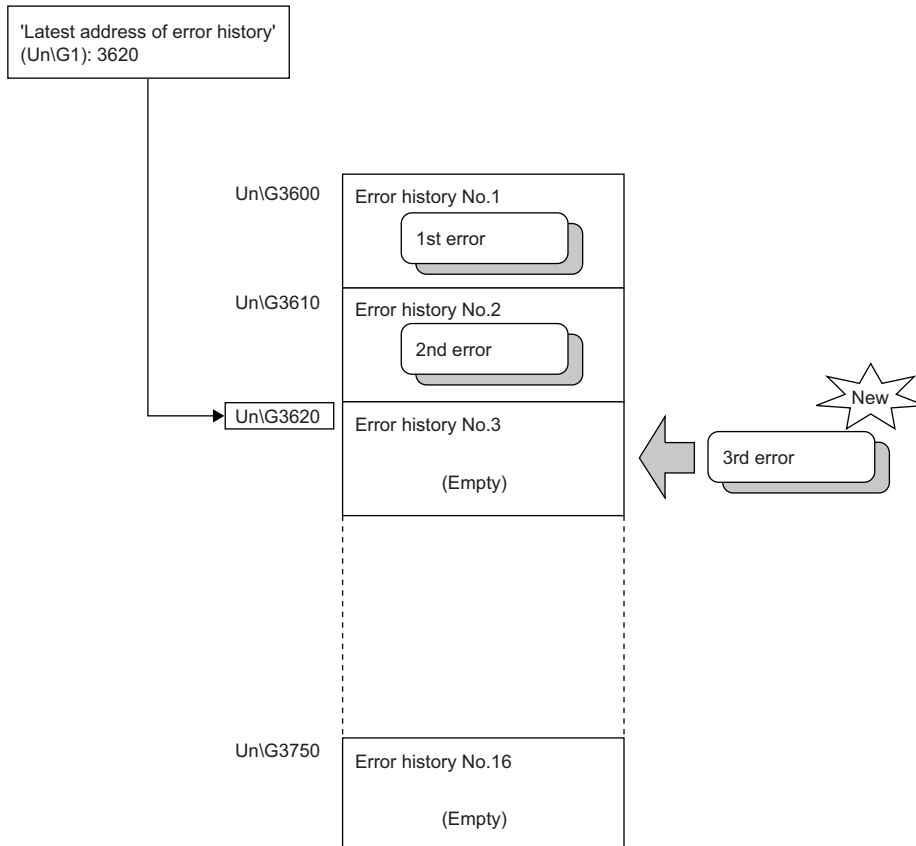 'Latest address of error history'
(Un\G1): 3620
Un\G3600
Error history No.1
1st error
Un\G3610
Error history No.2
2nd error
Un\G3620
Error history No.3
(Empty)
New
3rd error
Un\G3750
Error history No.16
(Empty)